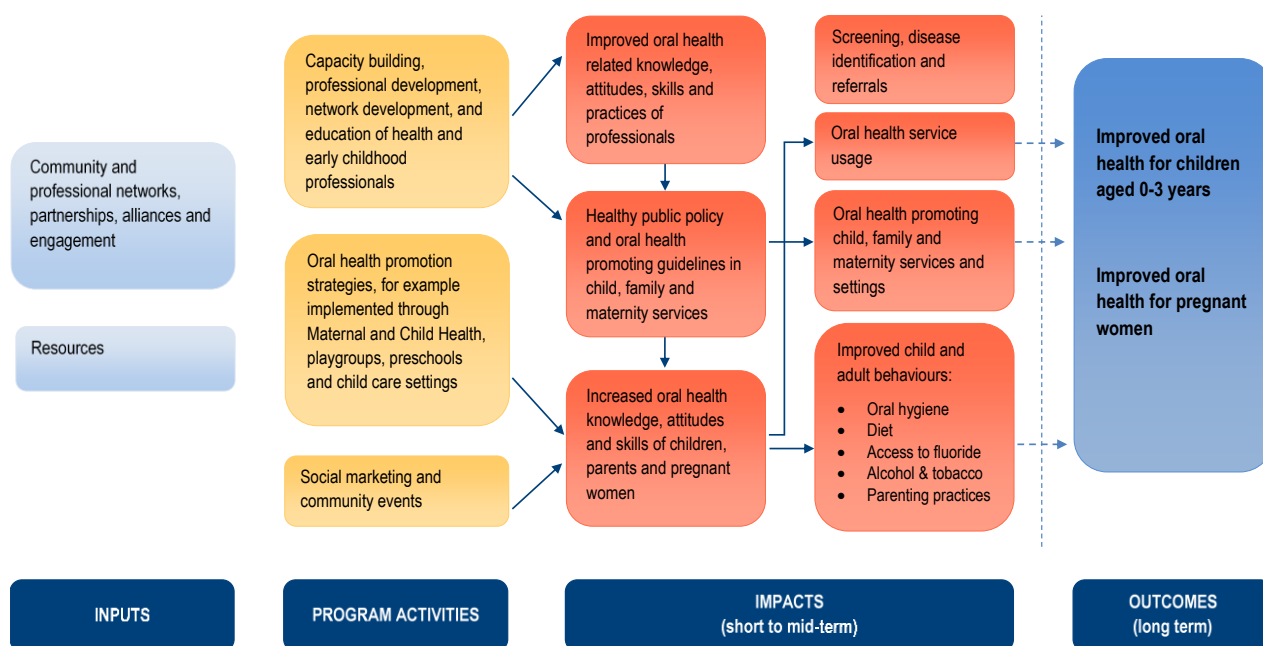 Community and
professional networks,
partnerships, alliances and
engagement
Resources
Capacity building,
professional development,
network development, and
education of health and
early childhood
professionals
Oral health promotion
strategies, for example
implemented through
Maternal and Child Health,
playgroups, preschools
and child care settings
Social marketing and
community events
Improved oral health
related knowledge,
attitudes, skills and
practices of
professionals
Healthy public policy
and oral health
promoting guidelines in
child, family and
maternity services
Increased oral health
knowledge, attitudes
and skills of children,
parents and pregnant
women
Screening, disease
identification and
referrals
Oral health service
usage
Oral health promoting
child, family and
maternity services and
settings
Improved child and
adult behaviours:
● Oral hygiene
● Diet
● Access to fluoride
● Alcohol & tobacco
● Parenting practices
Improved oral
health for children
aged 0-3 years
Improved oral
health for pregnant
women
INPUTS
PROGRAM ACTIVITIES
IMPACTS
(short to mid-term)
OUTCOMES
(long term)